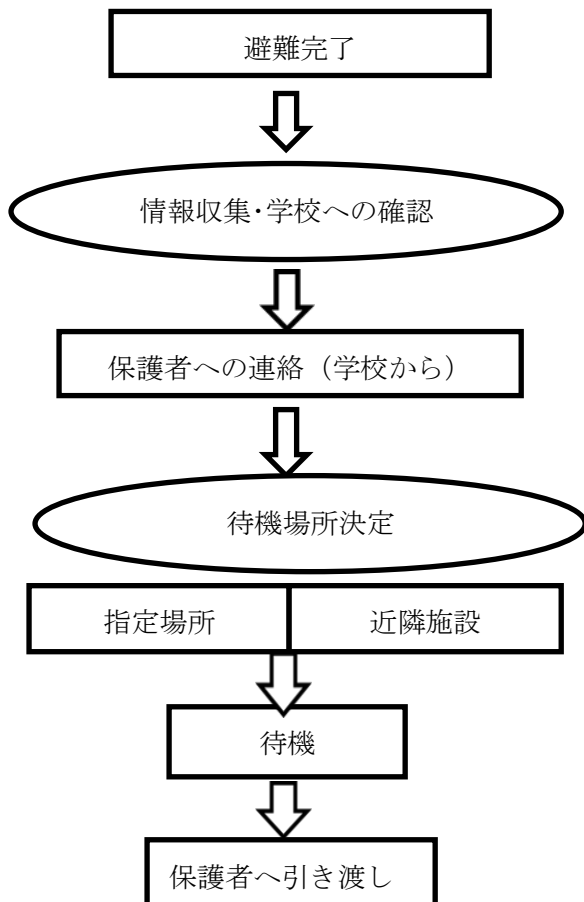 避難完了
情報収集・学校への確認
保護者への連絡（学校から）
待機場所決定
指定場所
近隣施設
待機
保護者へ引き渡し